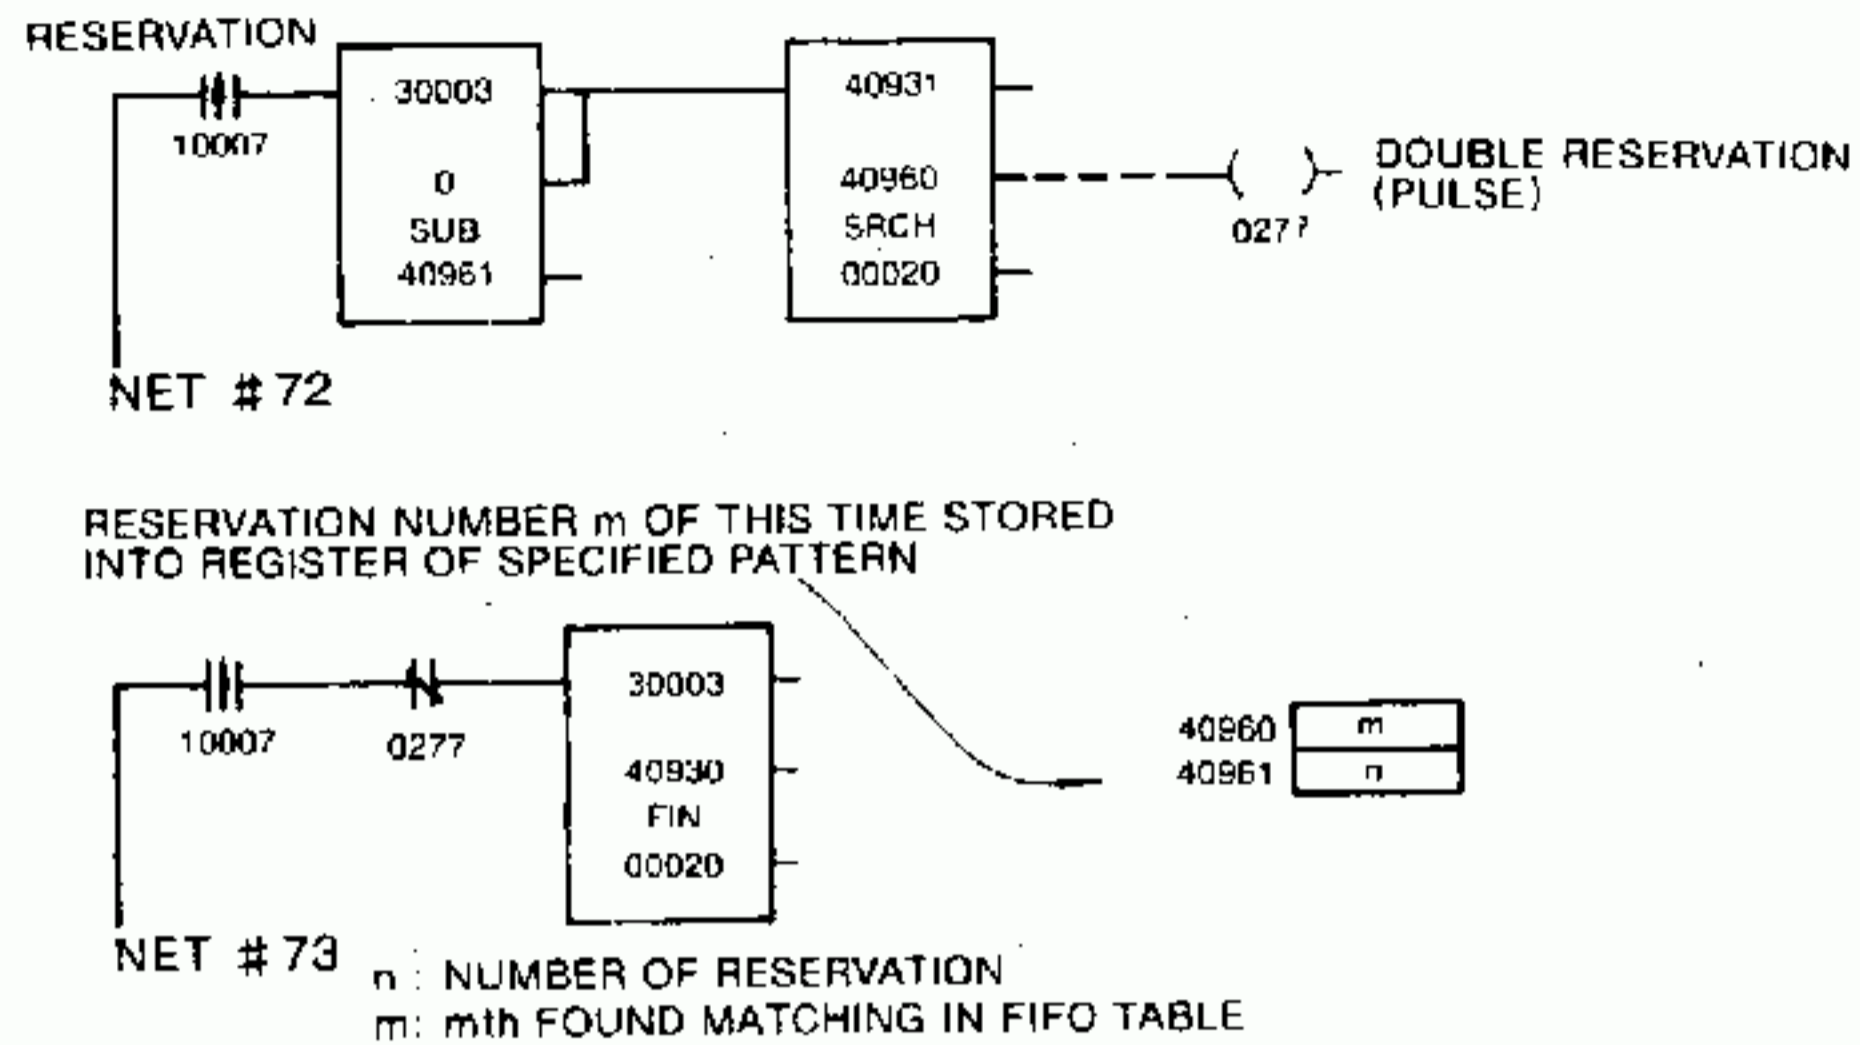 RESERVATION
10007
30003
0
SUB
40961
40931
40960
SRCH
00020
0277
DOUBLE RESERVATION
(PULSE)
NET #72
RESERVATION NUMBER m OF THIS TIME STORED
INTO REGISTER OF SPECIFIED PATTERN
10007
0277
30003
40930
FIN
00020
40960 m
40961 n
NET #73
n : NUMBER OF RESERVATION
m: mth FOUND MATCHING IN FIFO TABLE